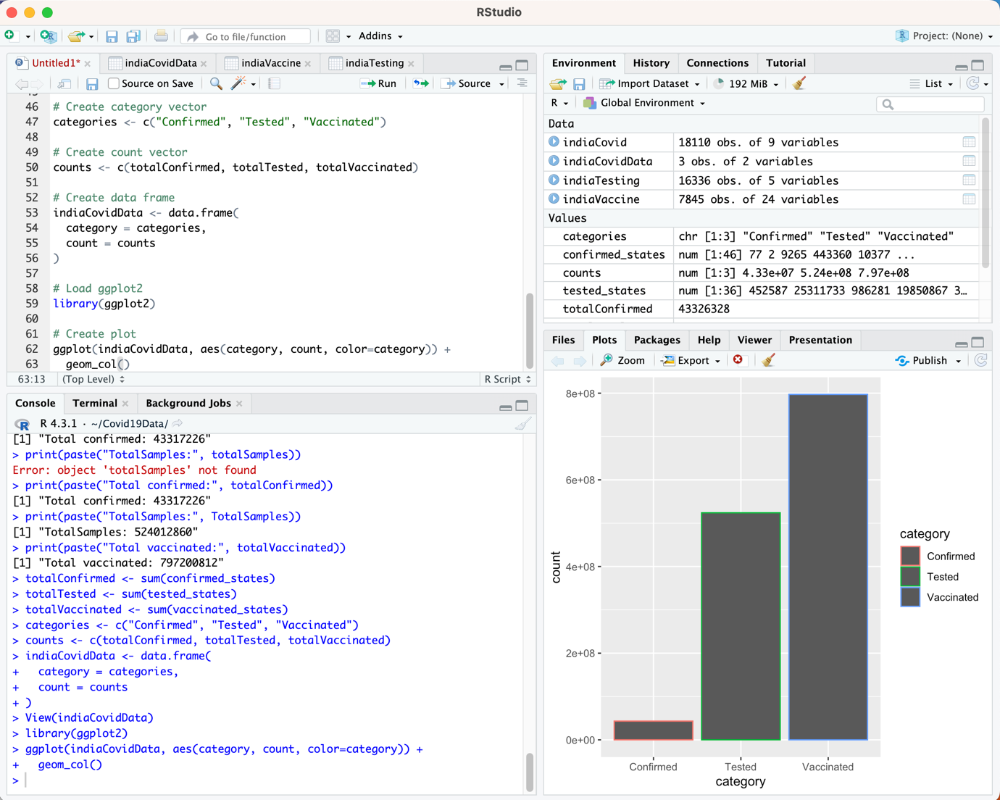 RStudio
Go to file/function
Addins
Project: (None)
Untitled1*
indiaCovidData
indiaVaccine
indiaTesting
Source on Save
Run
Source
46 # Create category vector
47 categories <- c("Confirmed", "Tested", "Vaccinated")
48
49 # Create count vector
50 counts <- c(totalConfirmed, totalTested, totalVaccinated)
51
52 # Create data frame
53 indiaCovidData <- data.frame(
54 category = categories,
55 count = counts
56 )
57
58 # Load ggplot2
59 library(ggplot2)
60
61 # Create plot
62 ggplot(indiaCovidData, aes(category, count, color=category)) +
63 geom_col()
63:13 (Top Level) R Script
Console Terminal Background Jobs
R 4.3.1 · ~/Covid19Data/
[1] "Total confirmed: 43317226"
> print(paste("TotalSamples:", totalSamples))
Error: object 'totalSamples' not found
> print(paste("Total confirmed:", totalConfirmed))
[1] "Total confirmed: 43317226"
> print(paste("TotalSamples:", TotalSamples))
[1] "TotalSamples: 524012860"
> print(paste("Total vaccinated:", totalVaccinated))
[1] "Total vaccinated: 797200812"
> totalConfirmed <- sum(confirmed_states)
> totalTested <- sum(tested_states)
> totalVaccinated <- sum(vaccinated_states)
> categories <- c("Confirmed", "Tested", "Vaccinated")
> counts <- c(totalConfirmed, totalTested, totalVaccinated)
> indiaCovidData <- data.frame(
+ category = categories,
+ count = counts
+ )
> View(indiaCovidData)
> library(ggplot2)
> ggplot(indiaCovidData, aes(category, count, color=category)) +
+ geom_col()
>
Environment History Connections Tutorial
Import Dataset 192 MiB List
R Global Environment
Data
indiaCovid 18110 obs. of 9 variables
indiaCovidData 3 obs. of 2 variables
indiaTesting 16336 obs. of 5 variables
indiaVaccine 7845 obs. of 24 variables
Values
categories chr [1:3] "Confirmed" "Tested" "Vaccinated"
confirmed_states num [1:46] 77 2 9265 443360 10377 ...
counts num [1:3] 4.33e+07 5.24e+08 7.97e+08
tested_states num [1:36] 452587 25311733 986281 19850867 3…
totalConfirmed 43326328
Files Plots Packages Help Viewer Presentation
Zoom Export Publish
8e+08
6e+08
4e+08
2e+08
0e+00
count
Confirmed Tested Vaccinated
category
category
Confirmed
Tested
Vaccinated